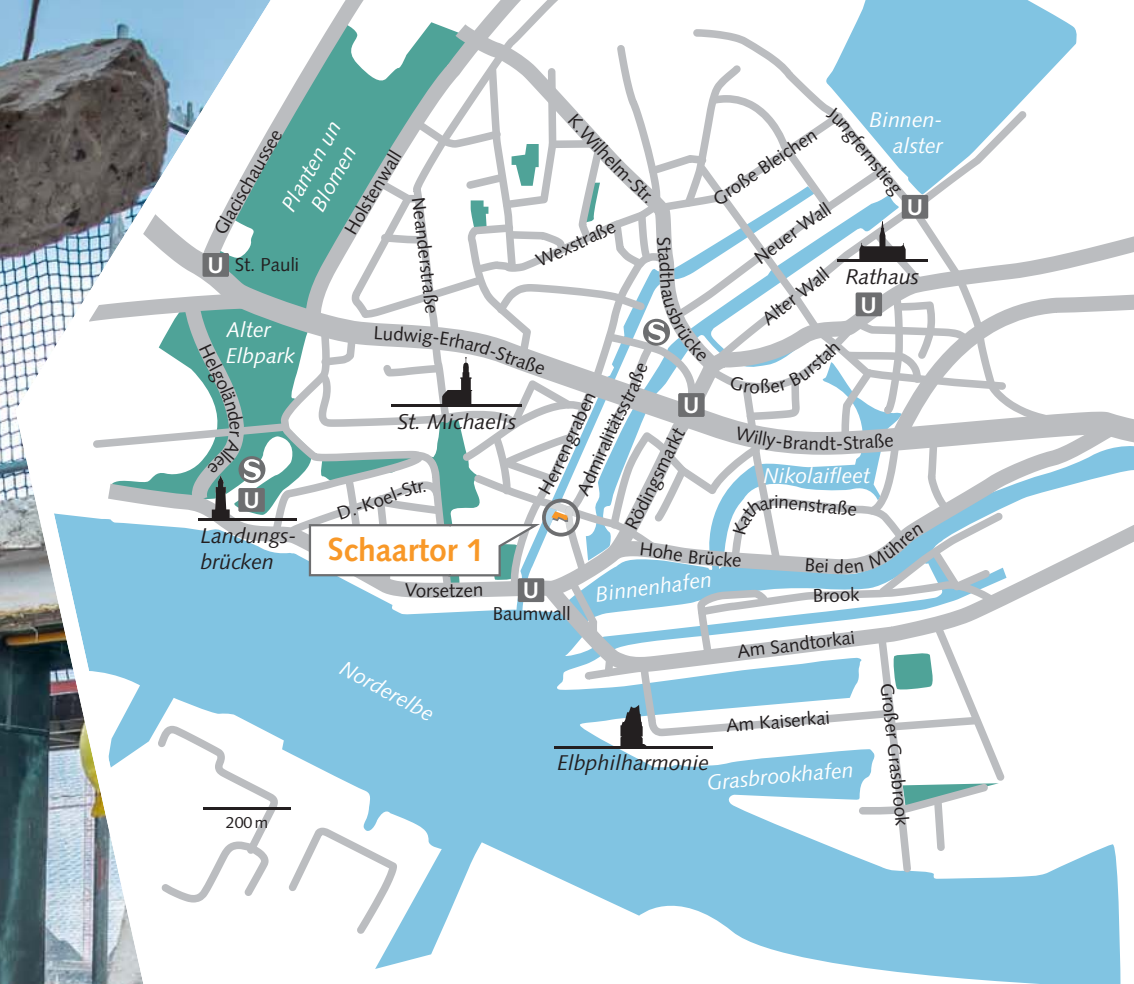 Binnen-
alster
Jungfernstieg
K.Wilhelm-Str.
Große Bleichen
Glacischaussee
Planten un
Blomen
Holstenwall
Neanderstraße
Wexstraße
Neuer Wall
U
Rathaus
U
St. Pauli
Stadthausbrücke
Alter Wall
U
S
Alter
Elbpark
Ludwig-Erhard-Straße
Helgoländer Allee
Großer Burstah
U
St. Michaelis
Herrengraben
Admiralitätsstraße
Rödingsmarkt
Willy-Brandt-Straße
Nikolaifleet
S
U
D.-Koel-Str.
Katharinenstraße
Landungs-
brücken
Schaartor 1
Hohe Brücke
Bei den Mühren
Vorsetzen
U
Baumwall
Binnenhafen
Brook
Am Sandtorkai
Norderelbe
Am Kaiserkai
Großer Grasbrook
Elbphilharmonie
Grasbrookhafen
200 m